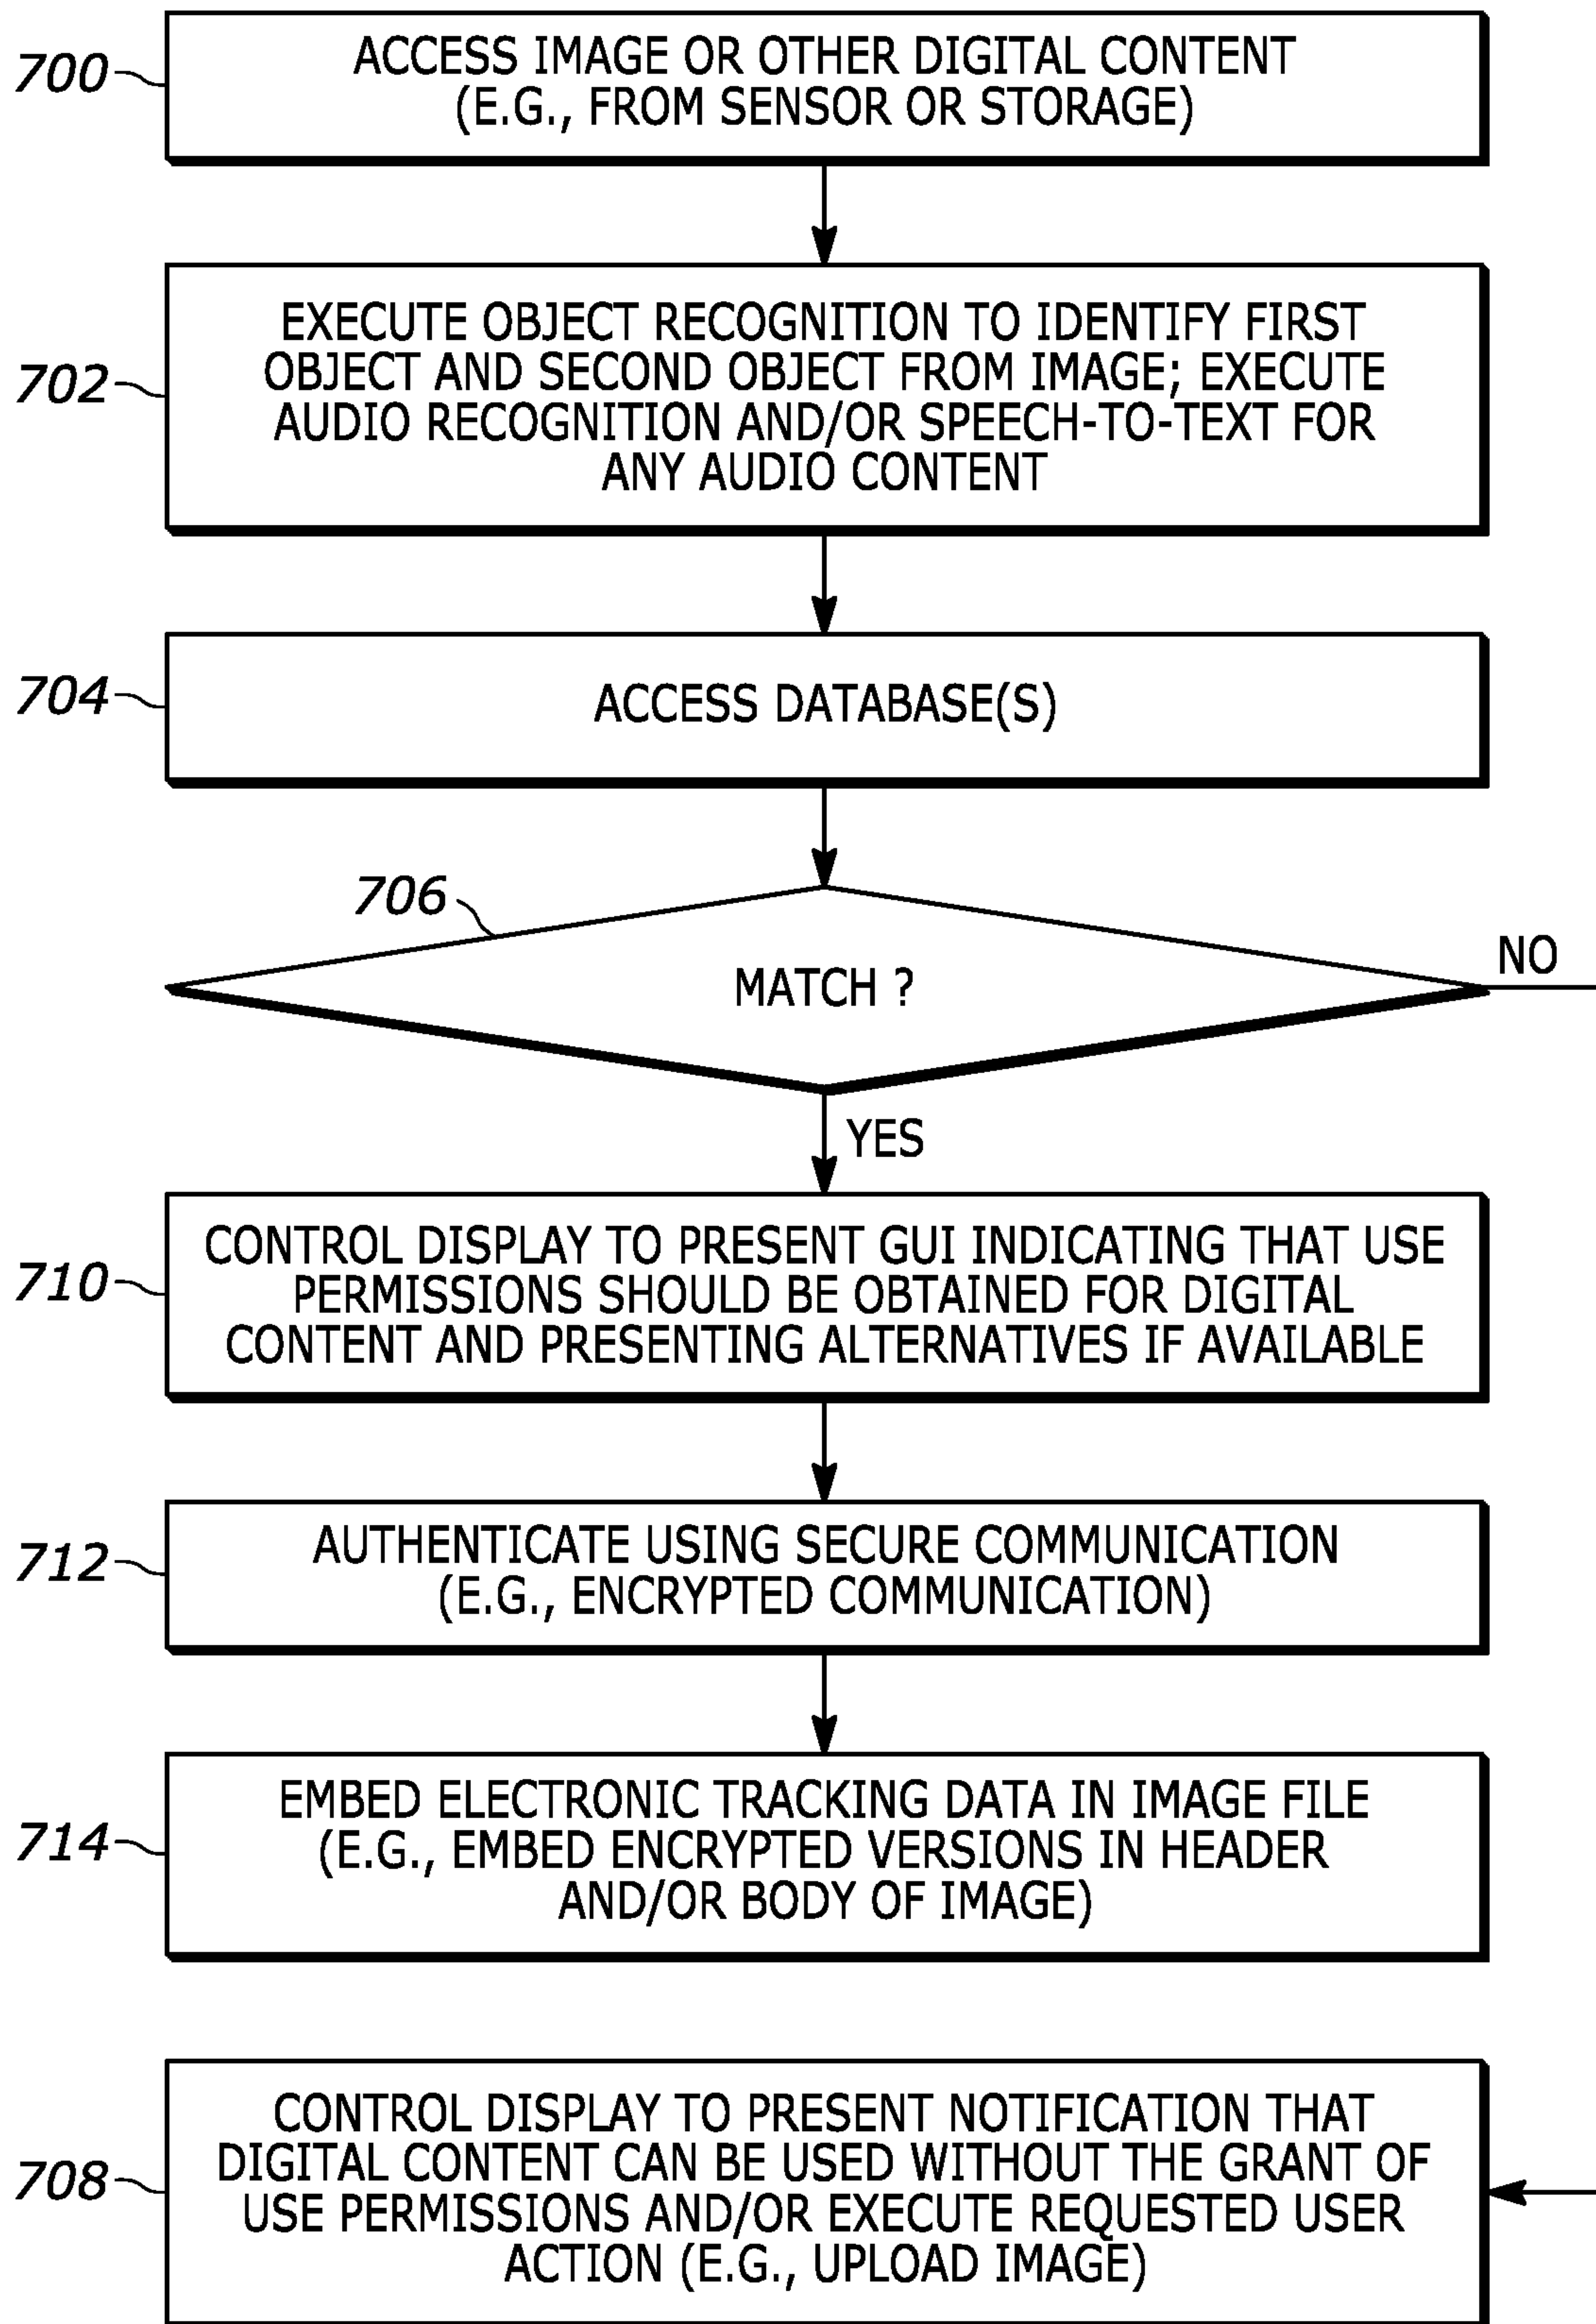 700
ACCESS IMAGE OR OTHER DIGITAL CONTENT
(E.G., FROM SENSOR OR STORAGE)
702
EXECUTE OBJECT RECOGNITION TO IDENTIFY FIRST
OBJECT AND SECOND OBJECT FROM IMAGE; EXECUTE
AUDIO RECOGNITION AND/OR SPEECH-TO-TEXT FOR
ANY AUDIO CONTENT
704
ACCESS DATABASE(S)
706
MATCH ?
NO
YES
710
CONTROL DISPLAY TO PRESENT GUI INDICATING THAT USE
PERMISSIONS SHOULD BE OBTAINED FOR DIGITAL
CONTENT AND PRESENTING ALTERNATIVES IF AVAILABLE
712
AUTHENTICATE USING SECURE COMMUNICATION
(E.G., ENCRYPTED COMMUNICATION)
714
EMBED ELECTRONIC TRACKING DATA IN IMAGE FILE
(E.G., EMBED ENCRYPTED VERSIONS IN HEADER
AND/OR BODY OF IMAGE)
708
CONTROL DISPLAY TO PRESENT NOTIFICATION THAT
DIGITAL CONTENT CAN BE USED WITHOUT THE GRANT OF
USE PERMISSIONS AND/OR EXECUTE REQUESTED USER
ACTION (E.G., UPLOAD IMAGE)